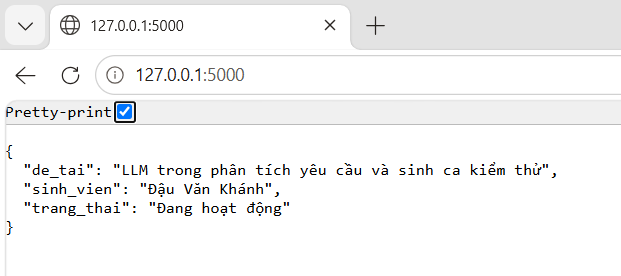 127.0.0.1:5000
127.0.0.1:5000
Pretty-print
{
"de_tai": "LLM trong phân tích yêu cầu và sinh ca kiểm thử",
"sinh_vien": "Đậu Văn Khánh",
"trang_thai": "Đang hoạt động"
}